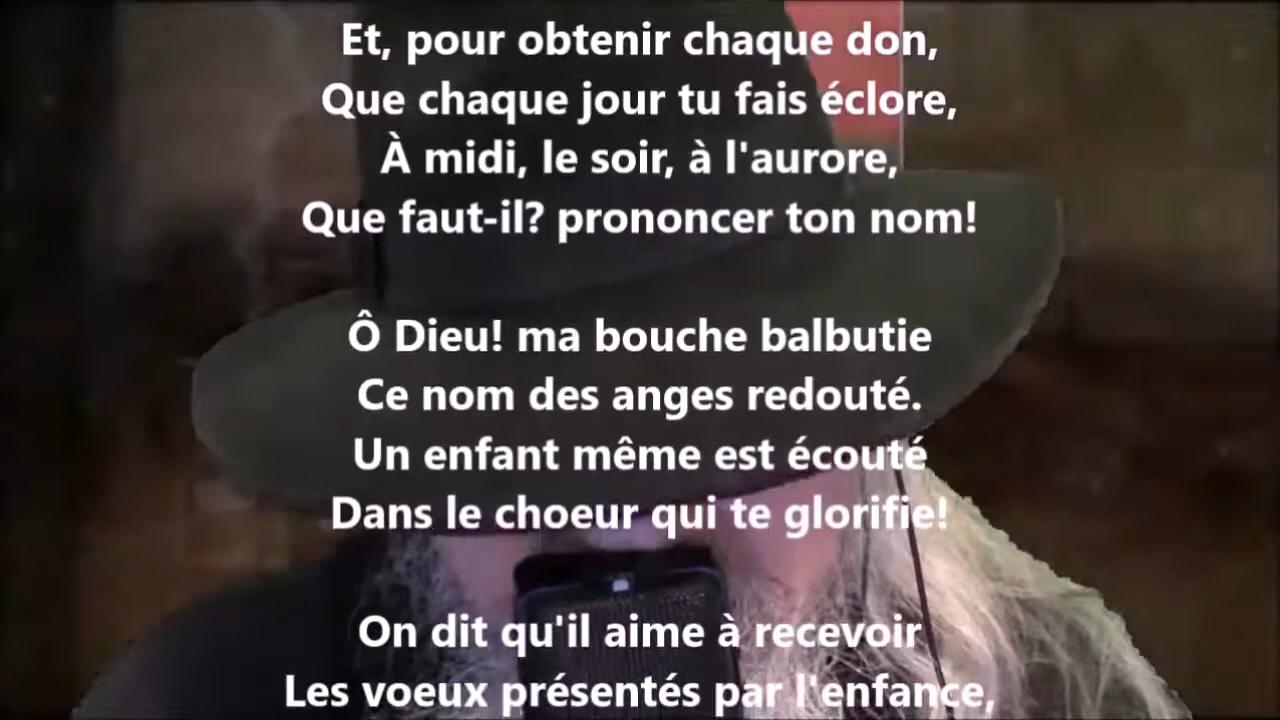 Et, pour obtenir chaque don,
Que chaque jour tu fais éclore,
À midi, le soir, à l'aurore,
Que faut-il? prononcer ton nom!
Ô Dieu! ma bouche balbutie
Ce nom des anges redouté.
Un enfant même est écouté
Dans le choeur qui te glorifie!
On dit qu'il aime à recevoir
Les voeux présentés par l'enfance,